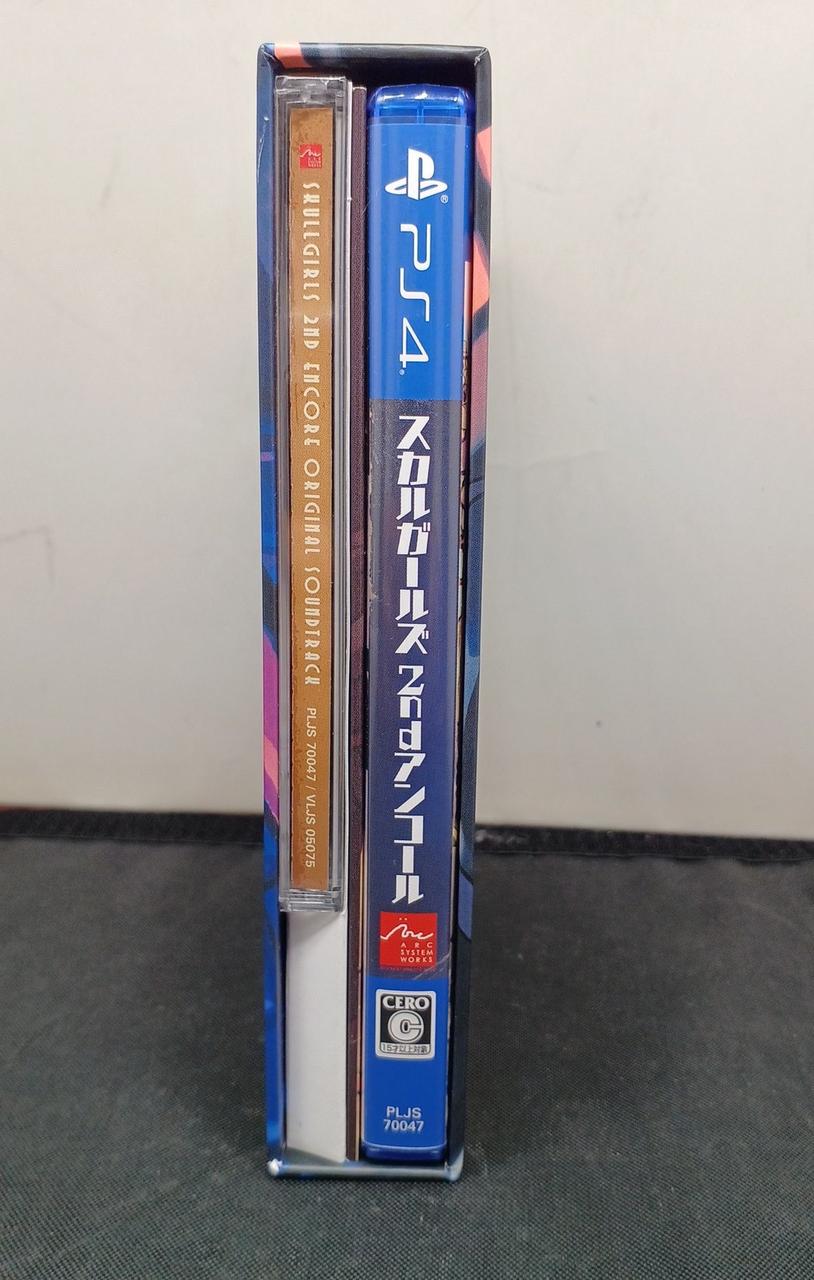 SKULLGIRLS 2ND ENCORE ORIGINAL SOUNDTRACK
PLJS 70047 / VLJS 05075
PS4
スカルガールズ 2ndアンコール
Arc
ARC
SYSTEM
WORKS
CERO
C
15才以上対象
PLJS
70047